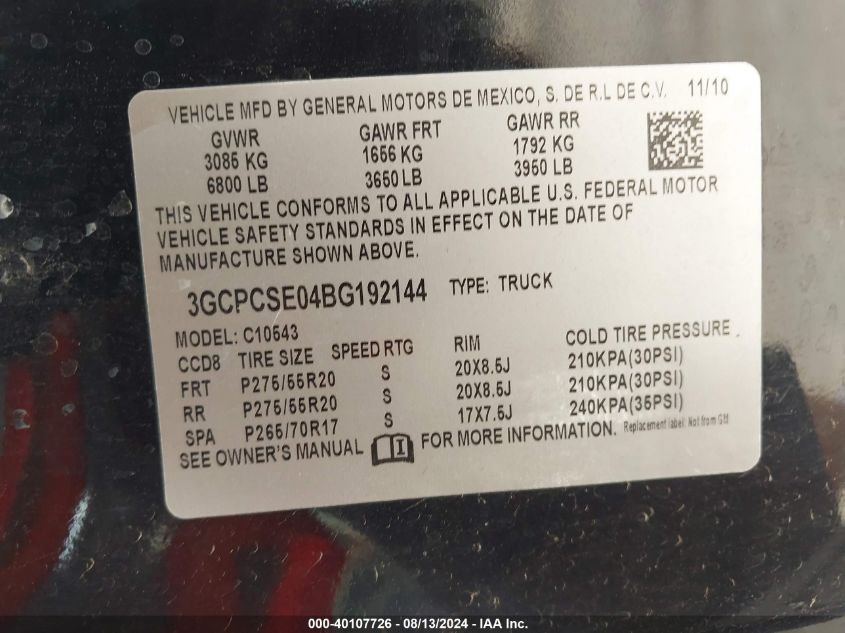 VEHICLE MFD BY GENERAL MOTORS DE MEXICO, S. DE R.L DE C.V. 11/10
GVWR GAWR FRT GAWR RR
3085 KG 1656 KG 1792 KG
6800 LB 3650 LB 3950 LB
THIS VEHICLE CONFORMS TO ALL APPLICABLE U.S. FEDERAL MOTOR
VEHICLE SAFETY STANDARDS IN EFFECT ON THE DATE OF
MANUFACTURE SHOWN ABOVE.
3GCPCSE04BG192144 TYPE: TRUCK
MODEL: C10543
CCD8 TIRE SIZE SPEED RTG RIM COLD TIRE PRESSURE
FRT P275/55R20 S 20X8.5J 210KPA(30PSI)
RR P275/55R20 S 20X8.5J 210KPA(30PSI)
SPA P265/70R17 S 17X7.5J 240KPA(35PSI)
SEE OWNER'S MANUAL FOR MORE INFORMATION. Replacement label. Not from GM
000-40107726 - 08/13/2024 - IAA Inc.